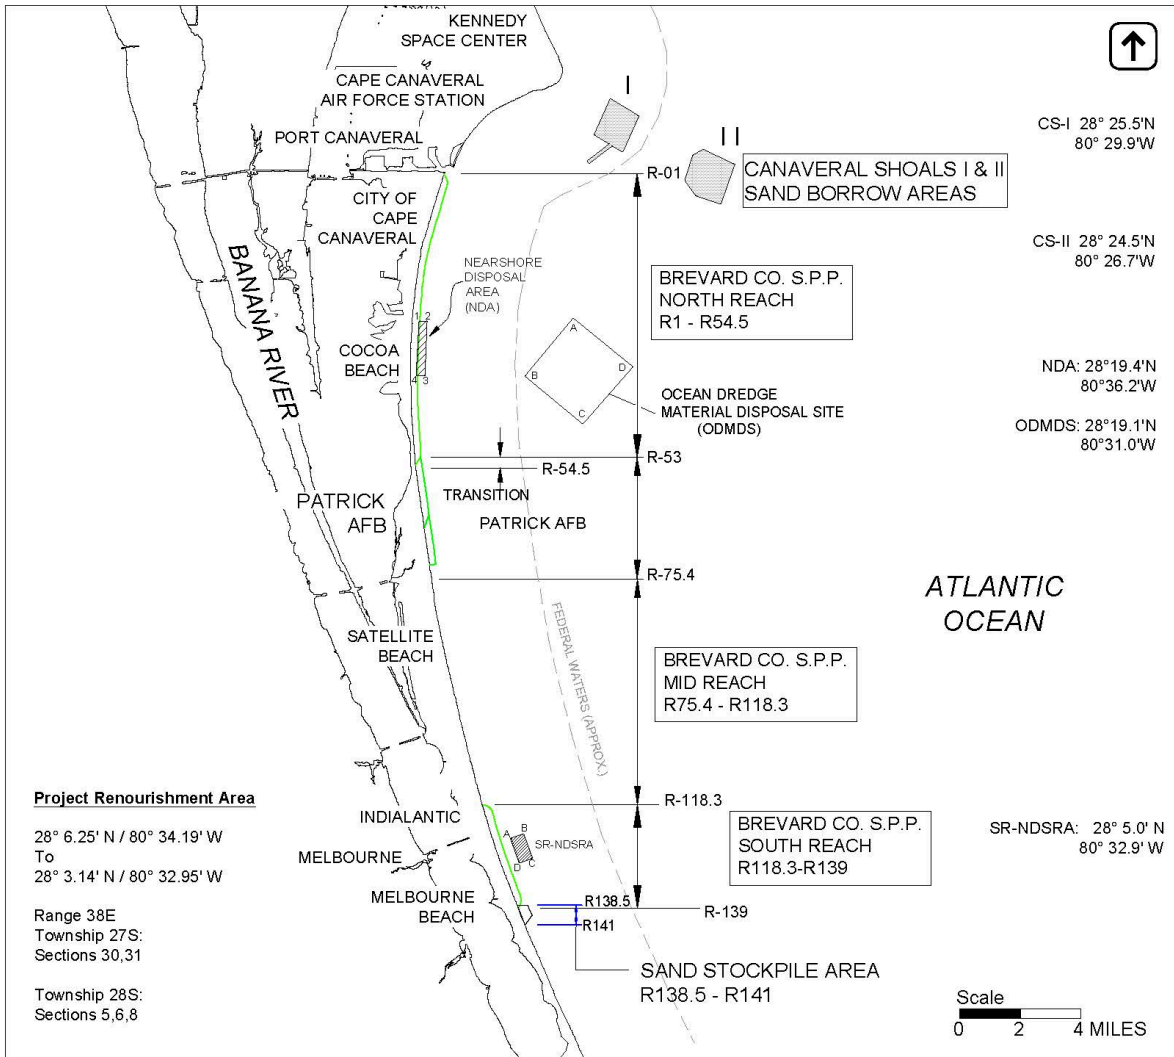 KENNEDY
SPACE CENTER
CAPE CANAVERAL
AIR FORCE STATION
PORT CANAVERAL
CITY OF
CAPE
CANAVERAL
BANANA RIVER
NEARSHORE
DISPOSAL
AREA
(NDA)
1 2
4 3
COCOA
BEACH
PATRICK
AFB
SATELLITE
BEACH
INDIALANTIC
MELBOURNE
MELBOURNE
BEACH
I
II
R-01
CANAVERAL SHOALS I & II
SAND BORROW AREAS
CS-I 28° 25.5'N
80° 29.9'W
CS-II 28° 24.5'N
80° 26.7'W
NDA: 28°19.4'N
80°36.2'W
ODMDS: 28°19.1'N
80°31.0'W
BREVARD CO. S.P.P.
NORTH REACH
R1 - R54.5
A
B
D
C
OCEAN DREDGE
MATERIAL DISPOSAL SITE
(ODMDS)
R-53
R-54.5
TRANSITION
PATRICK AFB
R-75.4
ATLANTIC
OCEAN
FEDERAL WATERS (APPROX.)
BREVARD CO. S.P.P.
MID REACH
R75.4 - R118.3
R-118.3
BREVARD CO. S.P.P.
SOUTH REACH
R118.3-R139
SR-NDSRA: 28° 5.0' N
80° 32.9' W
A B
D C
SR-NDSRA
R138.5
R141
R-139
SAND STOCKPILE AREA
R138.5 - R141
Project Renourishment Area
28° 6.25' N / 80° 34.19' W
To
28° 3.14' N / 80° 32.95' W
Range 38E
Township 27S:
Sections 30,31
Township 28S:
Sections 5,6,8
Scale
0 2 4 MILES